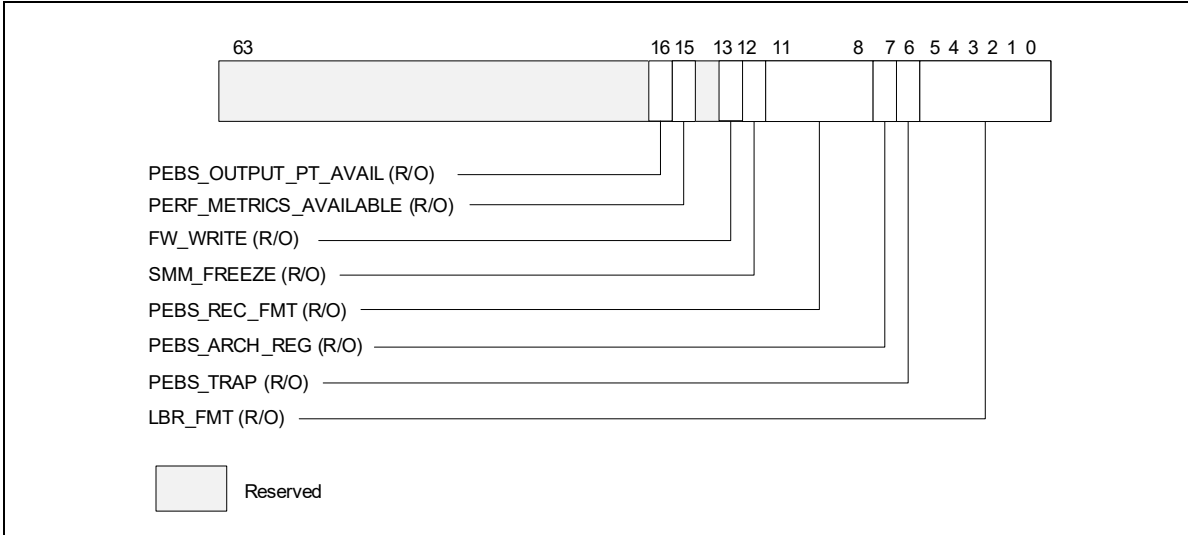 63 16 15 13 12 11 8 7 6 5 4 3 2 1 0
PEBS_OUTPUT_PT_AVAIL (R/O)
PERF_METRICS_AVAILABLE (R/O)
FW_WRITE (R/O)
SMM_FREEZE (R/O)
PEBS_REC_FMT (R/O)
PEBS_ARCH_REG (R/O)
PEBS_TRAP (R/O)
LBR_FMT (R/O)
Reserved